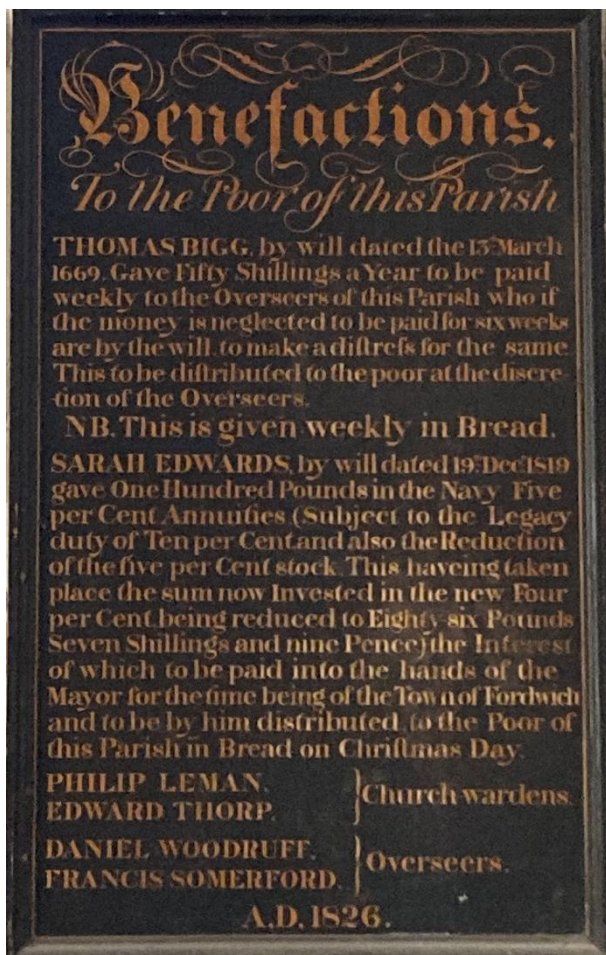 Benefactions.
To the Poor of this Parish
THOMAS BIGG, by will dated the 13th March
1669. Gave Fifty Shillings a Year to be paid
weekly to the Overseers of this Parish who if
the money is neglected to be paid for six weeks
are by the will, to make a diſtreſs for the same
This to be diſtributed to the poor at the discre
-tion of the Overseers.
NB. This is given weekly in Bread.
SARAH EDWARDS, by will dated 19th Decr 1819
gave One Hundred Pounds in the Navy Five
per Cent Annuities (Subject to the Legacy
duty of Ten per Cent and also the Reduction
of the five per Cent stock. This haveing taken
place the sum now Invested in the new Four
per Cent being reduced to Eighty-six Pounds
Seven Shillings and nine Pence) the Interest
of which to be paid into the hands of the
Mayor for the time being of the Town of Fordwich
and to be by him distributed, to the Poor of
this Parish in Bread on Chriſtmas Day.
PHILIP LEMAN.
EDWARD THORP.
Church wardens.
DANIEL WOODRUFF.
FRANCIS SOMERFORD.
Overseers.
A.D. 1826.